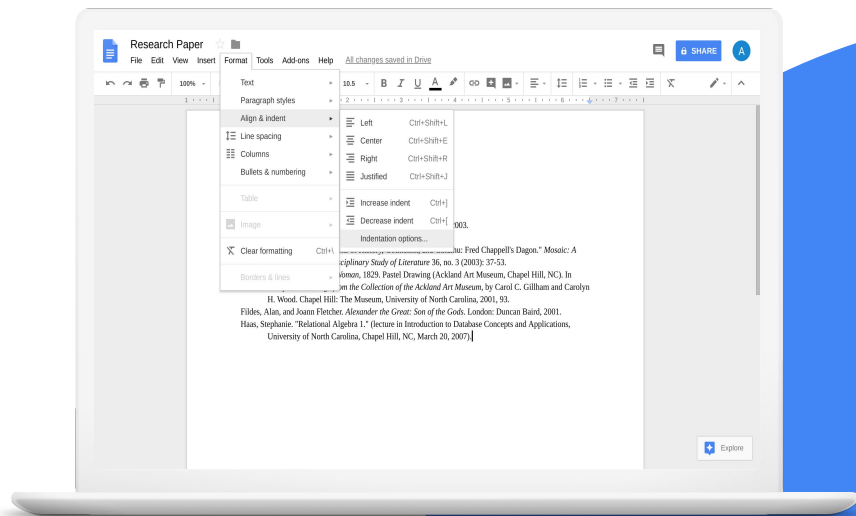 Research Paper
File Edit View Insert Format Tools Add-ons Help All changes saved in Drive
SHARE
A
100% 10.5 B I U A
1 2 3 4 5 6 7
Text
Paragraph styles
Align & indent
Line spacing
Columns
Bullets & numbering
Table
Image
Clear formatting Ctrl+\
Borders & lines
Left Ctrl+Shift+L
Center Ctrl+Shift+E
Right Ctrl+Shift+R
Justified Ctrl+Shift+J
Increase indent Ctrl+]
Decrease indent Ctrl+[
Indentation options...
2003.
Fred Chappell's Dagon." Mosaic: A
Study of Literature 36, no. 3 (2003): 37-53.
1829. Pastel Drawing (Ackland Art Museum, Chapel Hill, NC). In
the Collection of the Ackland Art Museum, by Carol C. Gillham and Carolyn
H. Wood. Chapel Hill: The Museum, University of North Carolina, 2001, 93.
Fildes, Alan, and Joann Fletcher. Alexander the Great: Son of the Gods. London: Duncan Baird, 2001.
Haas, Stephanie. "Relational Algebra 1." (lecture in Introduction to Database Concepts and Applications,
University of North Carolina, Chapel Hill, NC, March 20, 2007).
Explore